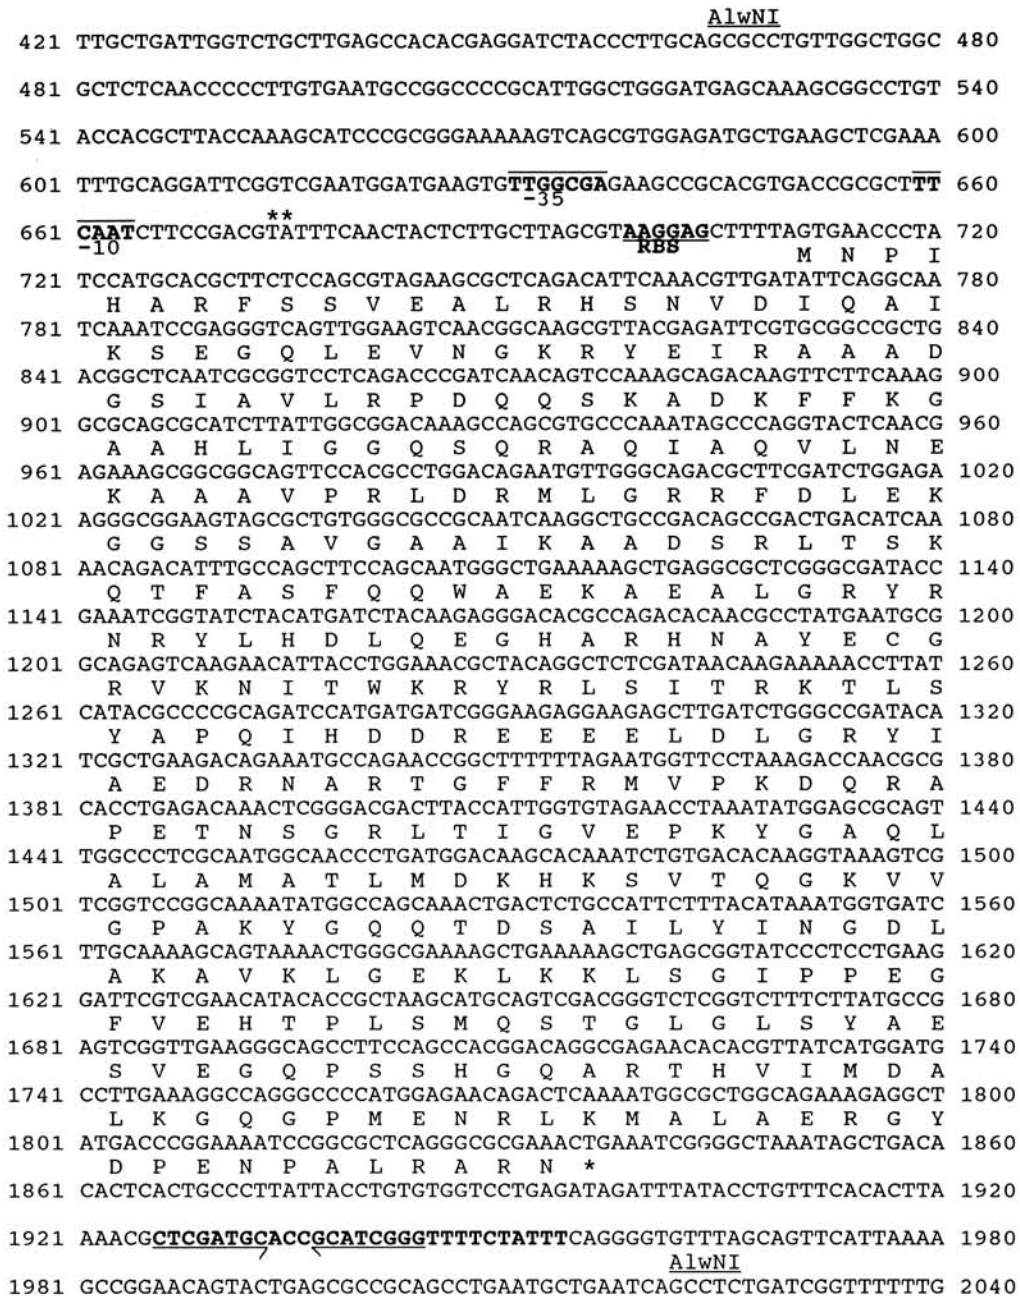 AlwNI
421 TTGCTGATTGGTCTGCTTGAGCCACACGAGGATCTACCCTTGCAGCGCCTGTTGGCTGGC 480
481 GCTCTCAACCCCCTTGTGAATGCCGGCCCCGCATTGGCTGGGATGAGCAAAGCGGCCTGT 540
541 ACCACGCTTACCAAAGCATCCCGCGGGAAAAAGTCAGCGTGGAGATGCTGAAGCTCGAAA 600
601 TTTGCAGGATTCGGTCGAATGGATGAAGTGTTGGCGAGAAGCCGCACGTGACCGCGCTTT 660
-35
**
661 CAATCTTCCGACGTATTTCAACTACTCTTGCTTAGCGTAAGGAGCTTTTAGTGAACCCTA 720
-10 RBS M N P I
721 TCCATGCACGCTTCTCCAGCGTAGAAGCGCTCAGACATTCAAACGTTGATATTCAGGCAA 780
H A R F S S V E A L R H S N V D I Q A I
781 TCAAATCCGAGGGTCAGTTGGAAGTCAACGGCAAGCGTTACGAGATTCGTGCGGCCGCTG 840
K S E G Q L E V N G K R Y E I R A A A D
841 ACGGCTCAATCGCGGTCCTCAGACCCGATCAACAGTCCAAAGCAGACAAGTTCTTCAAAG 900
G S I A V L R P D Q Q S K A D K F F K G
901 GCGCAGCGCATCTTATTGGCGGACAAAGCCAGCGTGCCCAAATAGCCCAGGTACTCAACG 960
A A H L I G G Q S Q R A Q I A Q V L N E
961 AGAAAGCGGCGGCAGTTCCACGCCTGGACAGAATGTTGGGCAGACGCTTCGATCTGGAGA 1020
K A A A V P R L D R M L G R R F D L E K
1021 AGGGCGGAAGTAGCGCTGTGGGCGCCGCAATCAAGGCTGCCGACAGCCGACTGACATCAA 1080
G G S S A V G A A I K A A D S R L T S K
1081 AACAGACATTTGCCAGCTTCCAGCAATGGGCTGAAAAAGCTGAGGCGCTCGGGCGATACC 1140
Q T F A S F Q Q W A E K A E A L G R Y R
1141 GAAATCGGTATCTACATGATCTACAAGAGGGACACGCCAGACACAACGCCTATGAATGCG 1200
N R Y L H D L Q E G H A R H N A Y E C G
1201 GCAGAGTCAAGAACATTACCTGGAAACGCTACAGGCTCTCGATAACAAGAAAAACCTTAT 1260
R V K N I T W K R Y R L S I T R K T L S
1261 CATACGCCCCGCAGATCCATGATGATCGGGAAGAGGAAGAGCTTGATCTGGGCCGATACA 1320
Y A P Q I H D D R E E E E L D L G R Y I
1321 TCGCTGAAGACAGAAATGCCAGAACCGGCTTTTTTAGAATGGTTCCTAAAGACCAACGCG 1380
A E D R N A R T G F F R M V P K D Q R A
1381 CACCTGAGACAAACTCGGGACGACTTACCATTGGTGTAGAACCTAAATATGGAGCGCAGT 1440
P E T N S G R L T I G V E P K Y G A Q L
1441 TGGCCCTCGCAATGGCAACCCTGATGGACAAGCACAAATCTGTGACACAAGGTAAAGTCG 1500
A L A M A T L M D K H K S V T Q G K V V
1501 TCGGTCCGGCAAAATATGGCCAGCAAACTGACTCTGCCATTCTTTACATAAATGGTGATC 1560
G P A K Y G Q Q T D S A I L Y I N G D L
1561 TTGCAAAAGCAGTAAAACTGGGCGAAAAGCTGAAAAAGCTGAGCGGTATCCCTCCTGAAG 1620
A K A V K L G E K L K K L S G I P P E G
1621 GATTCGTCGAACATACACCGCTAAGCATGCAGTCGACGGGTCTCGGTCTTTCTTATGCCG 1680
F V E H T P L S M Q S T G L G L S Y A E
1681 AGTCGGTTGAAGGGCAGCCTTCCAGCCACGGACAGGCGAGAACACACGTTATCATGGATG 1740
S V E G Q P S S H G Q A R T H V I M D A
1741 CCTTGAAAGGCCAGGGCCCCATGGAGAACAGACTCAAAATGGCGCTGGCAGAAAGAGGCT 1800
L K G Q G P M E N R L K M A L A E R G Y
1801 ATGACCCGGAAAATCCGGCGCTCAGGGCGCGAAACTGAAATCGGGGCTAAATAGCTGACA 1860
D P E N P A L R A R N *
1861 CACTCACTGCCCTTATTACCTGTGTGGTCCTGAGATAGATTTATACCTGTTTCACACTTA 1920
1921 AAACGCTCGATGCACCGCATCGGGTTTTCTATTTCAGGGGTGTTTAGCAGTTCATTAAAA 1980
AlwNI
1981 GCCGGAACAGTACTGAGCGCCGCAGCCTGAATGCTGAATCAGCCTCTGATCGGTTTTTTG 2040